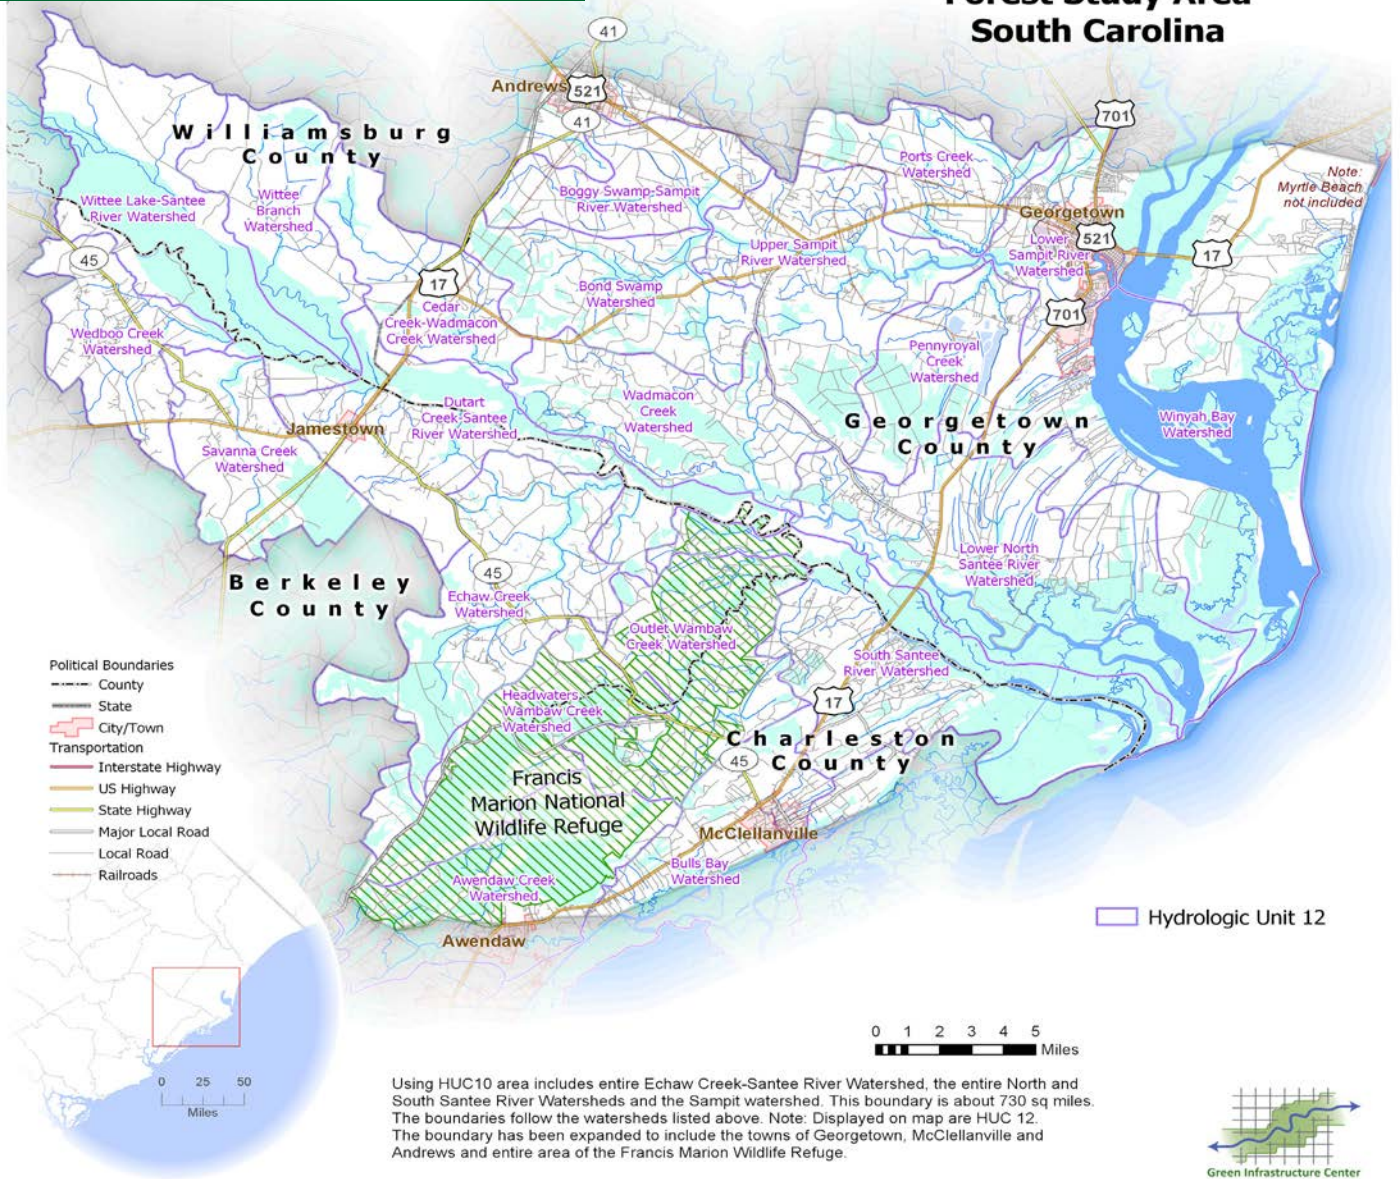 Forest Study Area
South Carolina
41
Andrews
521
41
701
Williamsburg
County
Ports Creek
Watershed
Note:
Myrtle Beach
not included
Wittee Lake-Santee
River Watershed
Wittee
Branch
Watershed
Boggy Swamp-Sampit
River Watershed
Georgetown
521
Lower
Sampit River
Watershed
Upper Sampit
River Watershed
17
45
17
Bond Swamp
Watershed
Cedar
Creek-Wadmacon
Creek Watershed
701
Wedboo Creek
Watershed
Pennyroyal
Creek
Watershed
Dutart
Creek-Santee
River Watershed
Wadmacon
Creek
Watershed
Georgetown
County
Winyah Bay
Watershed
Jamestown
Savanna Creek
Watershed
Lower North
Santee River
Watershed
45
Berkeley
County
Echaw Creek
Watershed
Outlet Wambaw
Creek Watershed
South Santee
River Watershed
Political Boundaries
County
State
City/Town
Transportation
Interstate Highway
US Highway
State Highway
Major Local Road
Local Road
Railroads
Headwaters
Wambaw Creek
Watershed
17
Charleston
County
45
Francis
Marion National
Wildlife Refuge
McClellanville
Bulls Bay
Watershed
Awendaw Creek
Watershed
Awendaw
Hydrologic Unit 12
0 25 50
Miles
0 1 2 3 4 5
Miles
Using HUC10 area includes entire Echaw Creek-Santee River Watershed, the entire North and
South Santee River Watersheds and the Sampit watershed. This boundary is about 730 sq miles.
The boundaries follow the watersheds listed above. Note: Displayed on map are HUC 12.
The boundary has been expanded to include the towns of Georgetown, McClellanville and
Andrews and entire area of the Francis Marion Wildlife Refuge.
Green Infrastructure Center